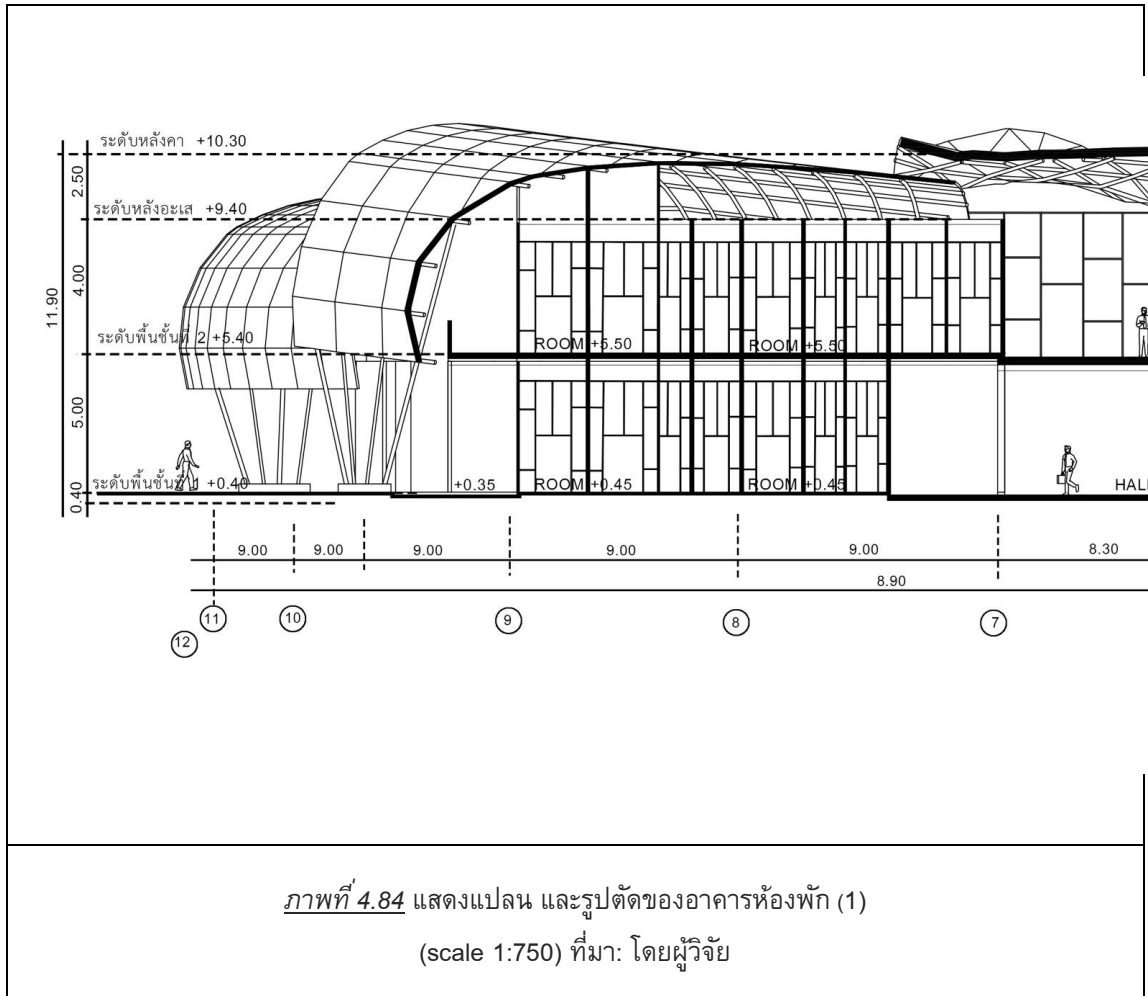 ระดับหลังคา +10.30
2.50
ระดับหลังอะเส +9.40
4.00
11.90
ระดับพื้นชั้นที่ 2 +5.40
ROOM +5.50
ROOM +5.50
5.00
ระดับพื้นชั้นที่ 1 +0.40
+0.35
ROOM +0.45
ROOM +0.45
HALL
0.40
9.00
9.00
9.00
9.00
9.00
8.30
8.90
11
10
9
8
7
12
ภาพที่ 4.84 แสดงแปลน และรูปตัดของอาคารห้องพัก (1)
(scale 1:750) ที่มา: โดยผู้วิจัย